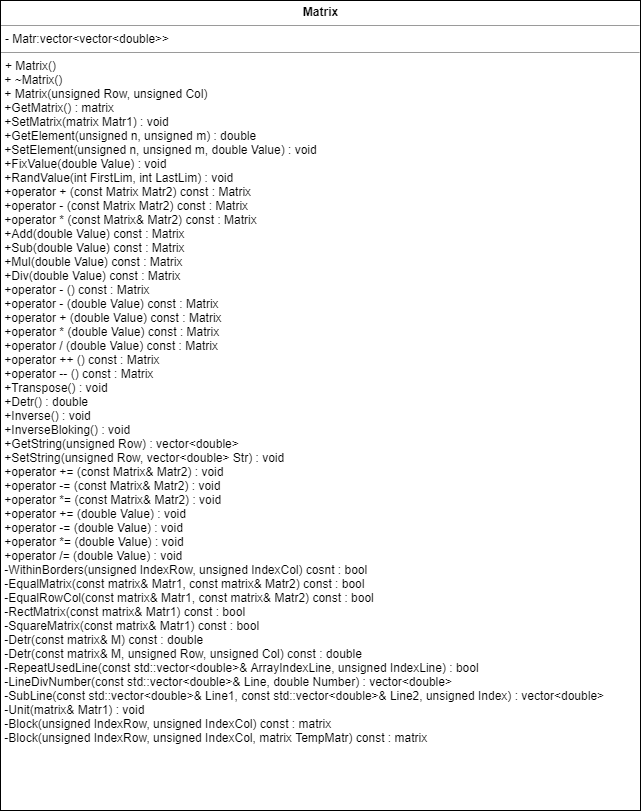 Matrix
- Matr:vector<vector<double>>
+ Matrix()
+ ~Matrix()
+ Matrix(unsigned Row, unsigned Col)
+GetMatrix() : matrix
+SetMatrix(matrix Matr1) : void
+GetElement(unsigned n, unsigned m) : double
+SetElement(unsigned n, unsigned m, double Value) : void
+FixValue(double Value) : void
+RandValue(int FirstLim, int LastLim) : void
+operator + (const Matrix Matr2) const : Matrix
+operator - (const Matrix Matr2) const : Matrix
+operator * (const Matrix& Matr2) const : Matrix
+Add(double Value) const : Matrix
+Sub(double Value) const : Matrix
+Mul(double Value) const : Matrix
+Div(double Value) const : Matrix
+operator - () const : Matrix
+operator - (double Value) const : Matrix
+operator + (double Value) const : Matrix
+operator * (double Value) const : Matrix
+operator / (double Value) const : Matrix
+operator ++ () const : Matrix
+operator -- () const : Matrix
+Transpose() : void
+Detr() : double
+Inverse() : void
+InverseBloking() : void
+GetString(unsigned Row) : vector<double>
+SetString(unsigned Row, vector<double> Str) : void
+operator += (const Matrix& Matr2) : void
+operator -= (const Matrix& Matr2) : void
+operator *= (const Matrix& Matr2) : void
+operator += (double Value) : void
+operator -= (double Value) : void
+operator *= (double Value) : void
+operator /= (double Value) : void
-WithinBorders(unsigned IndexRow, unsigned IndexCol) cosnt : bool
-EqualMatrix(const matrix& Matr1, const matrix& Matr2) const : bool
-EqualRowCol(const matrix& Matr1, const matrix& Matr2) const : bool
-RectMatrix(const matrix& Matr1) const : bool
-SquareMatrix(const matrix& Matr1) const : bool
-Detr(const matrix& M) const : double
-Detr(const matrix& M, unsigned Row, unsigned Col) const : double
-RepeatUsedLine(const std::vector<double>& ArrayIndexLine, unsigned IndexLine) : bool
-LineDivNumber(const std::vector<double>& Line, double Number) : vector<double>
-SubLine(const std::vector<double>& Line1, const std::vector<double>& Line2, unsigned Index) : vector<double>
-Unit(matrix& Matr1) : void
-Block(unsigned IndexRow, unsigned IndexCol) const : matrix
-Block(unsigned IndexRow, unsigned IndexCol, matrix TempMatr) const : matrix